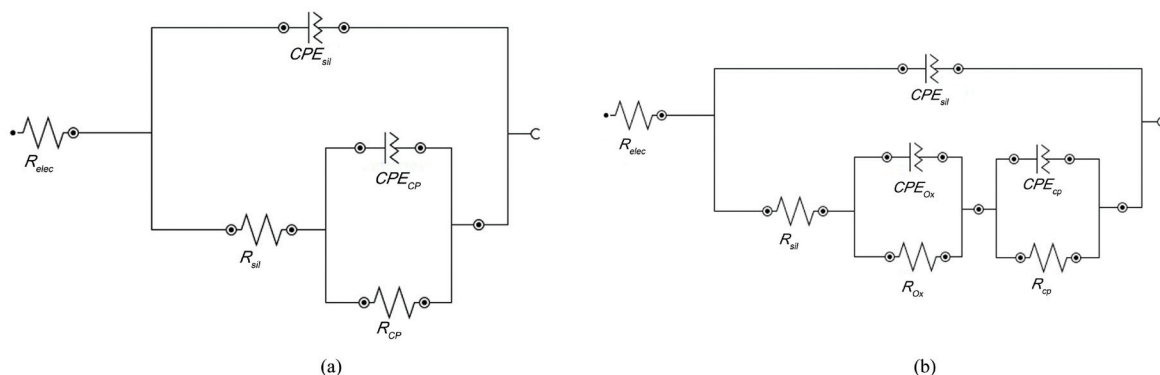 CPE_sil
CPE_CP
R_elec
R_sil
R_CP
(a)
CPE_sil
R_elec
CPE_Ox
CPE_cp
R_sil
R_Ox
R_cp
(b)